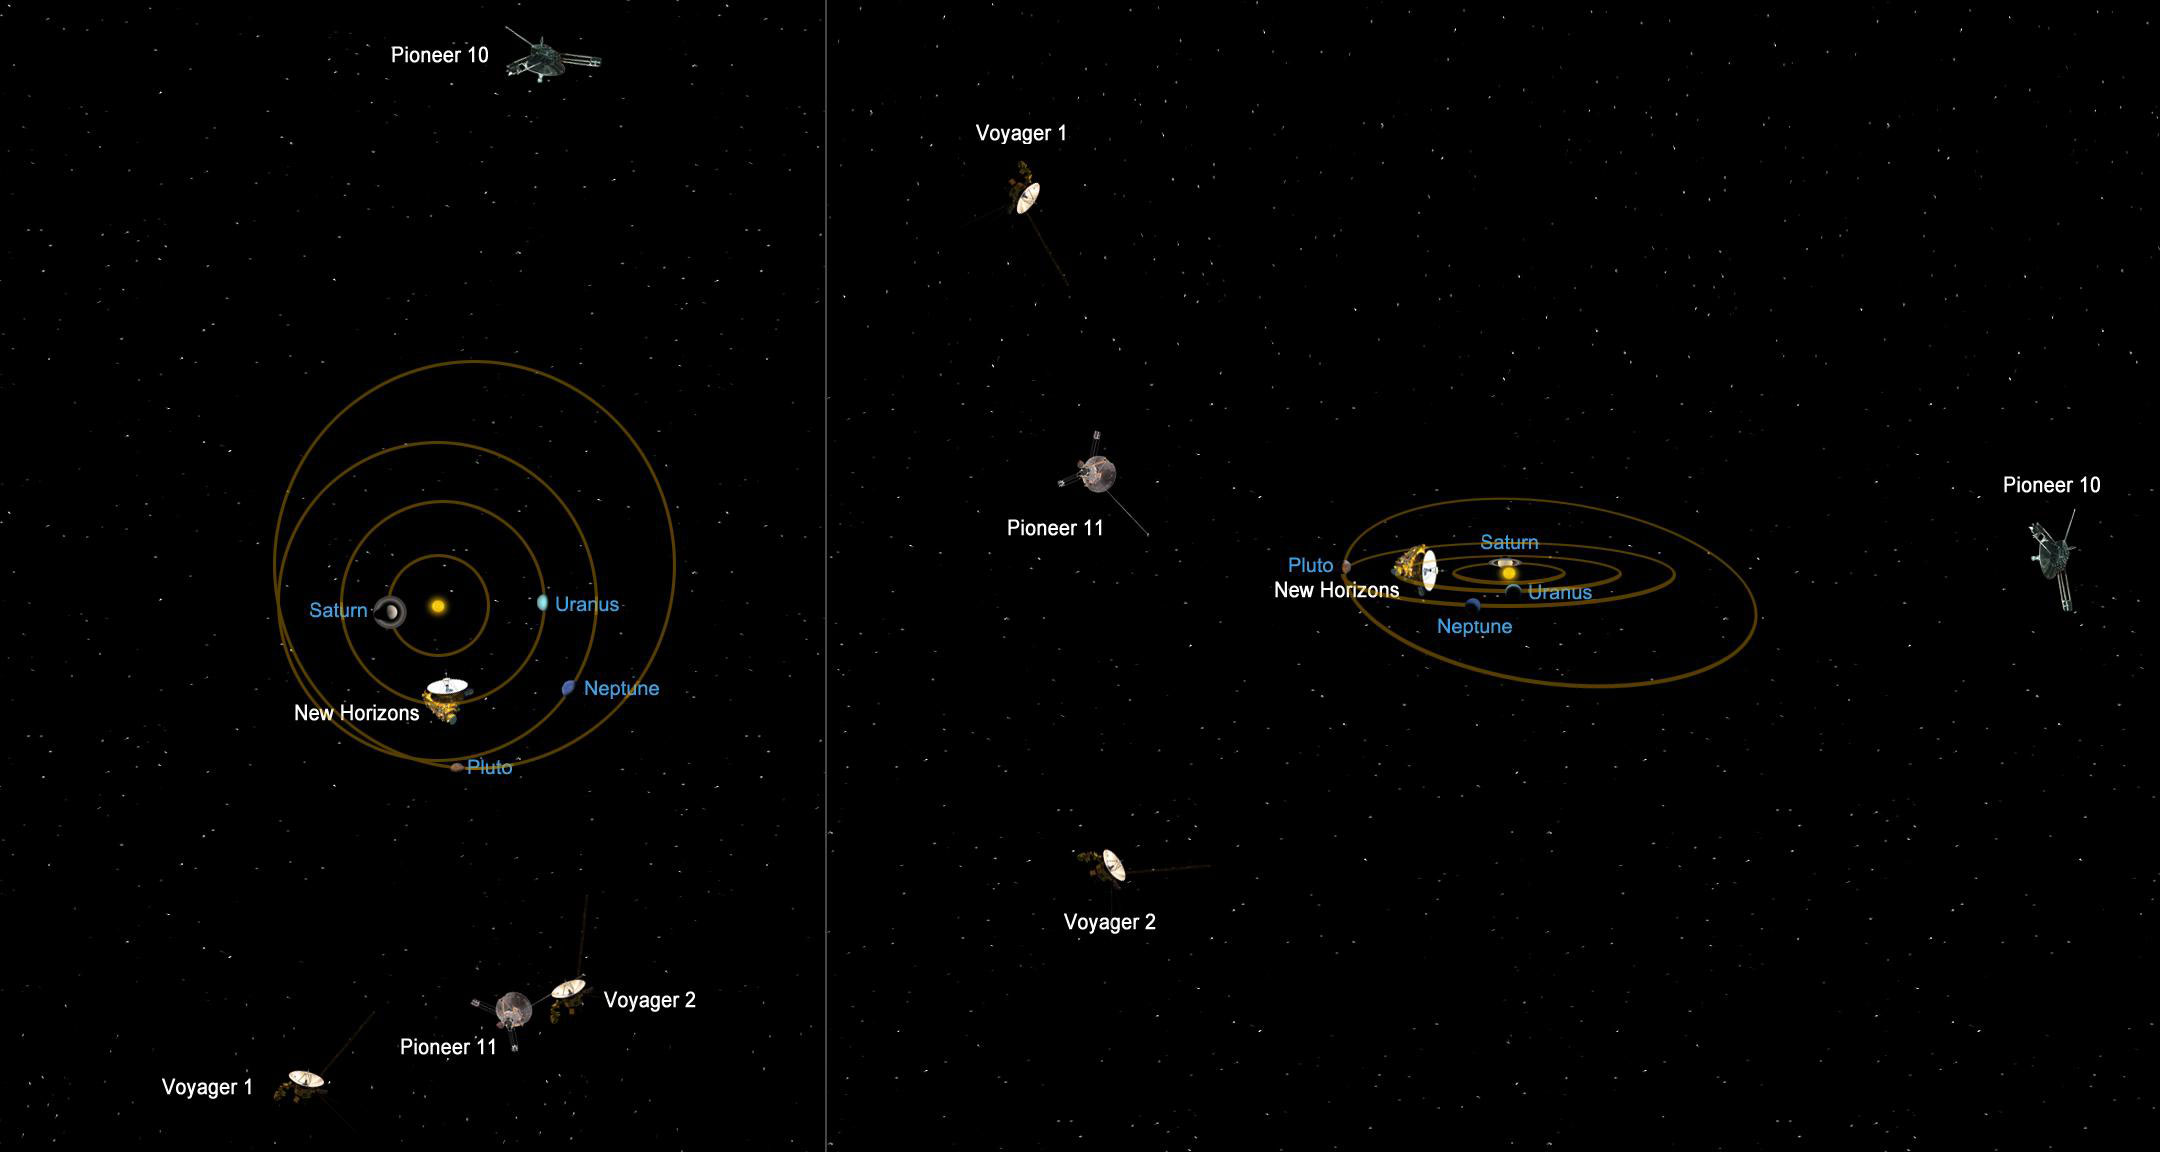 Pioneer 10
Saturn
Uranus
New Horizons
Neptune
Pluto
Voyager 2
Pioneer 11
Voyager 1
Voyager 1
Pioneer 10
Pioneer 11
Saturn
Pluto
New Horizons
Uranus
Neptune
Voyager 2